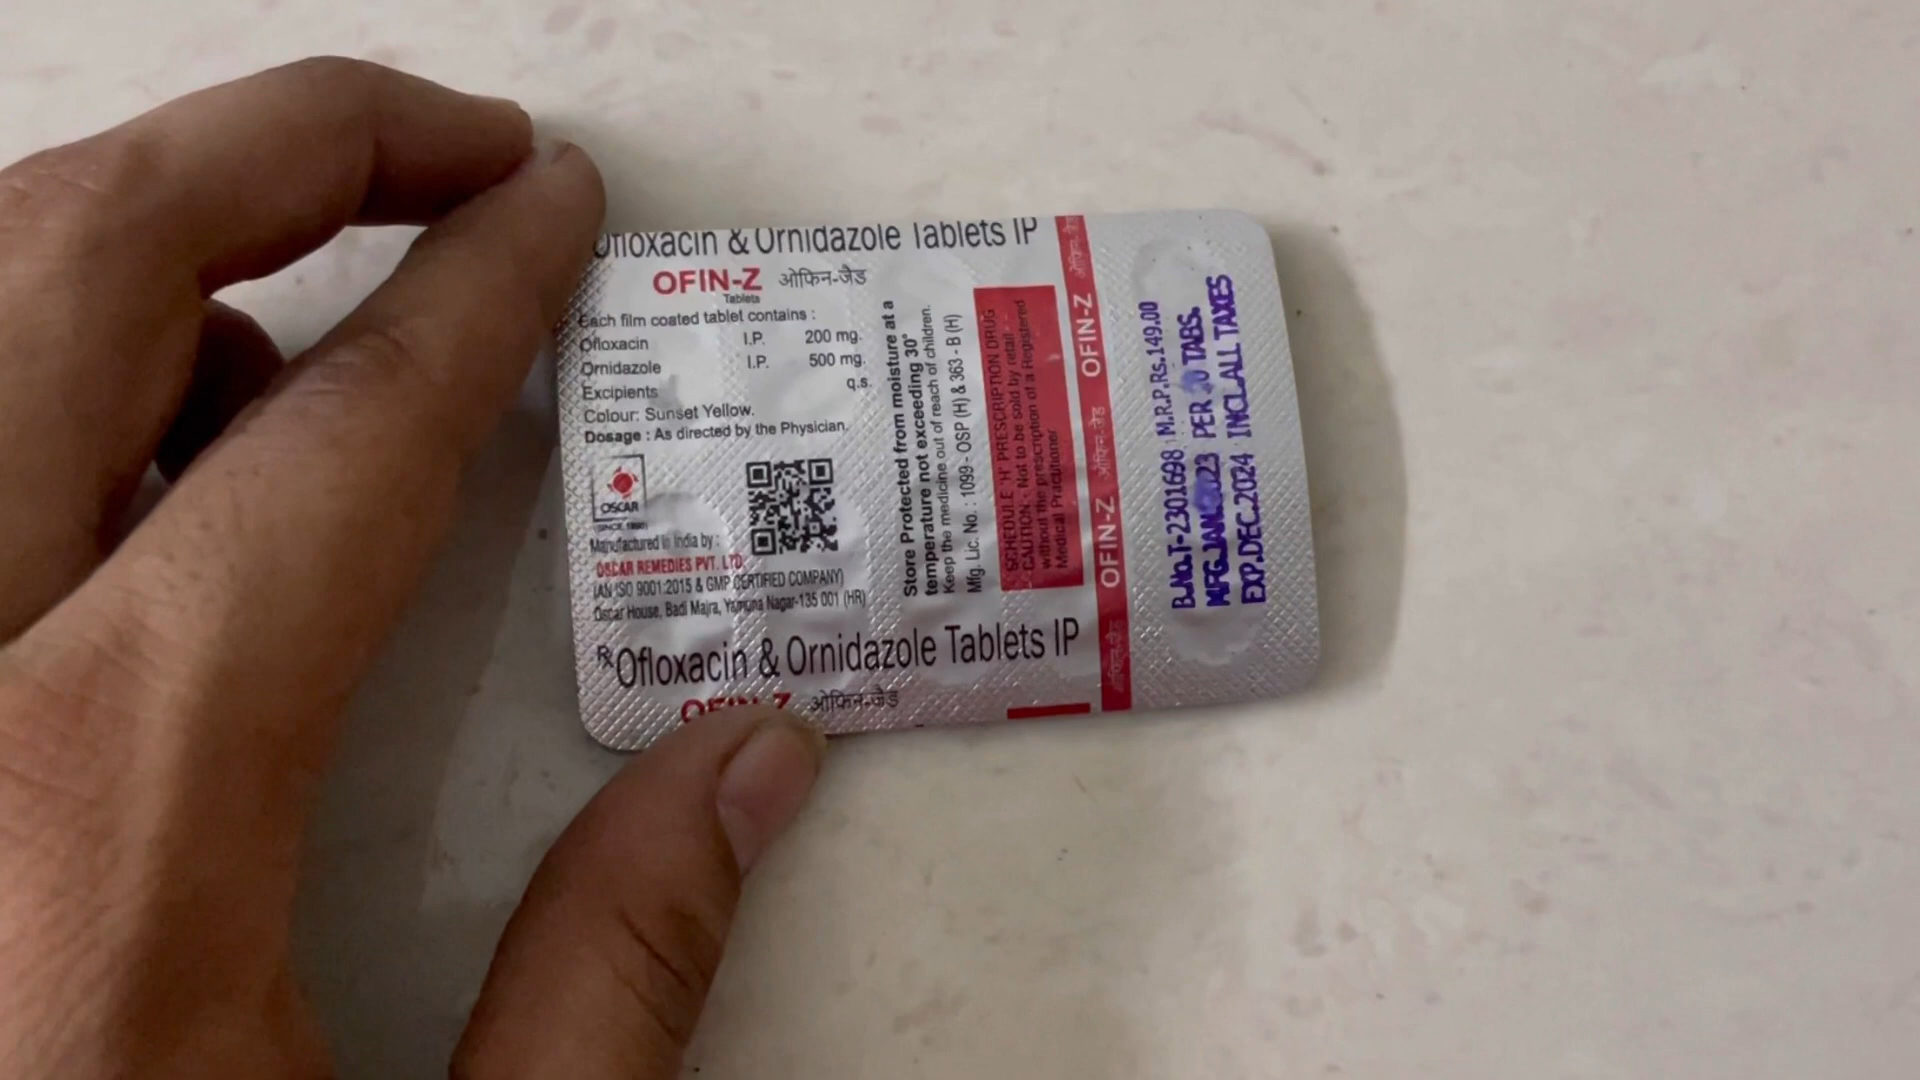 Ofloxacin & Ornidazole Tablets IP
OFIN-Z ओफिन-जैड
Tablets
Each film coated tablet contains :
Ofloxacin I.P. 200 mg.
Ornidazole I.P. 500 mg.
Excipients q.s.
Colour: Sunset Yellow.
Dosage : As directed by the Physician.
OSCAR
(SINCE 1980)
Manufactured in India by :
OSCAR REMEDIES PVT. LTD.
(AN ISO 9001:2015 & GMP CERTIFIED COMPANY)
Oscar House, Badi Majra, Yamuna Nagar-135 001 (HR)
Store Protected from moisture at a
temperature not exceeding 30°
Keep the medicine out of reach of children.
Mfg. Lic. No. : 1099 - OSP (H) & 363 - B (H)
SCHEDULE 'H' PRESCRIPTION DRUG
CAUTION - Not to be sold by retail
without the prescription of a Registered
Medical Practitioner
Rx Ofloxacin & Ornidazole Tablets IP
OFIN-Z ओफिन-जैड
OFIN-Z ओफिन-जैड OFIN-Z ओफिन-जैड
B.No.T-2301698 M.R.P.Rs.149.00
MFG.JAN.2023 PER TABS.
EXP.DEC.2024 INCL.ALL TAXES